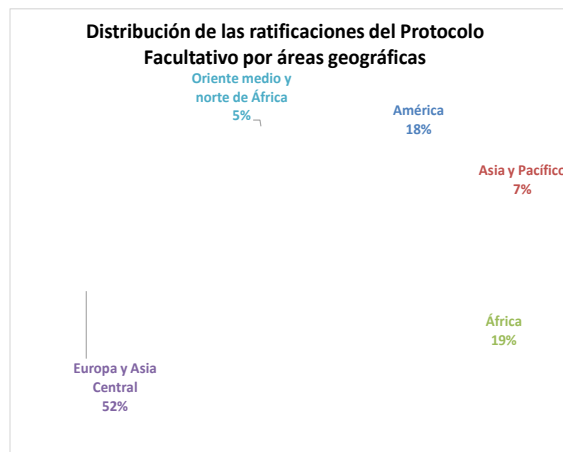 Distribución de las ratificaciones del Protocolo
Facultativo por áreas geográficas
Oriente medio y
norte de África
5%
América
18%
Asia y Pacífico
7%
África
19%
Europa y Asia
Central
52%